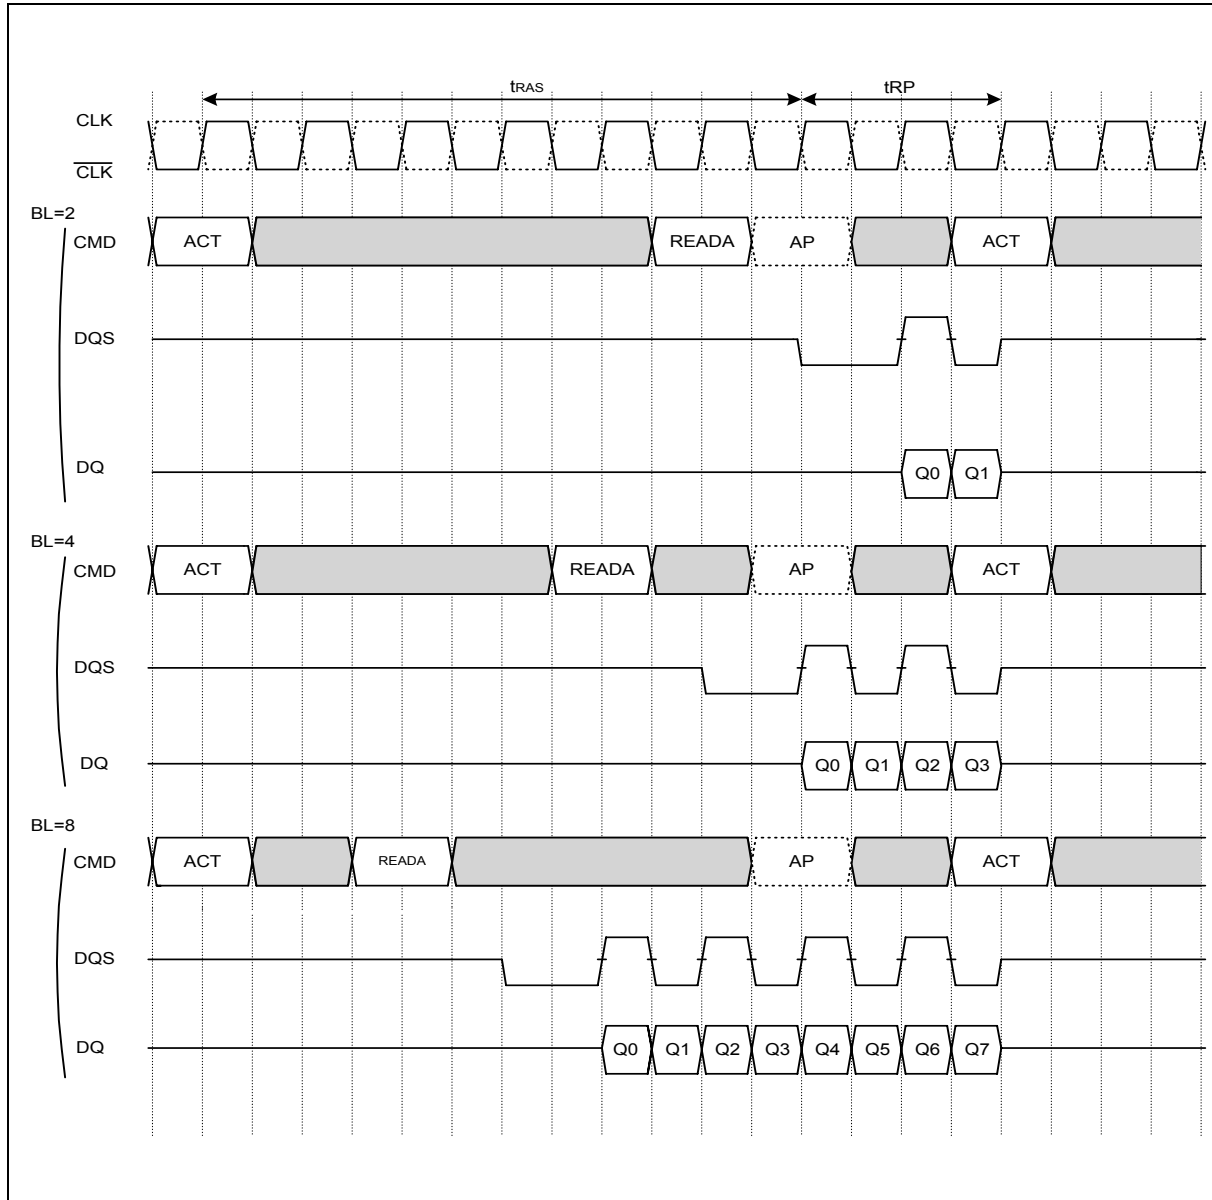 tRAS tRP
CLK
CLK
BL=2
CMD ACT READA AP ACT
DQS
DQ Q0 Q1
BL=4
CMD ACT READA AP ACT
DQS
DQ Q0 Q1 Q2 Q3
BL=8
CMD ACT READA AP ACT
DQS
DQ Q0 Q1 Q2 Q3 Q4 Q5 Q6 Q7